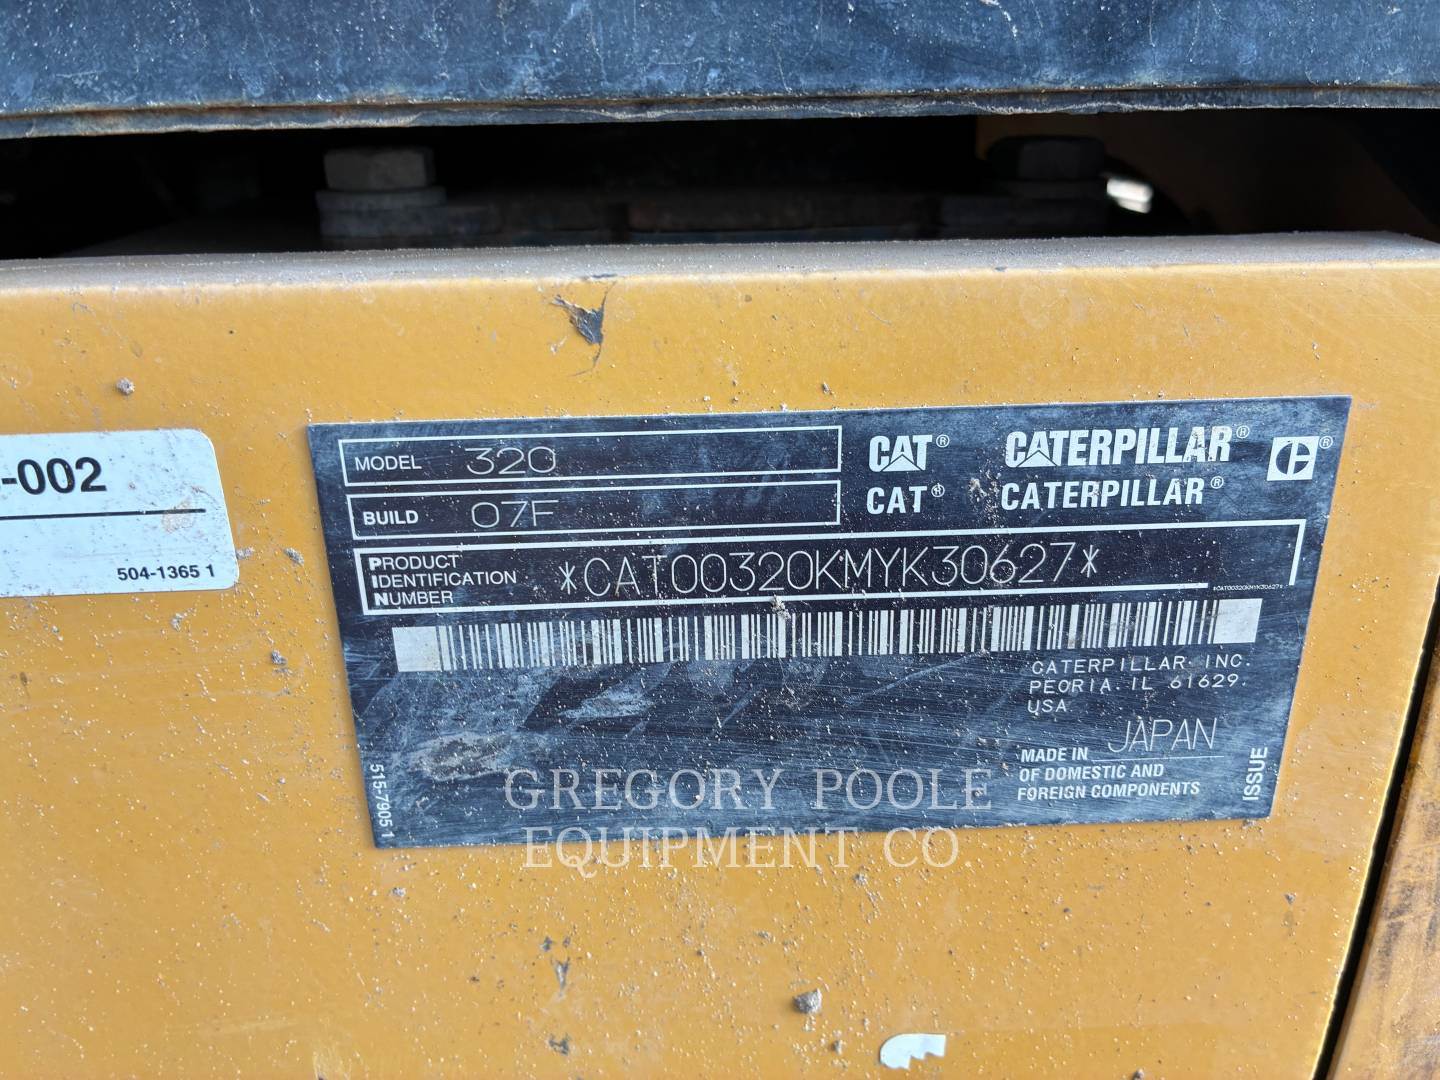 -002
504-1365 1
MODEL 320
BUILD 07F
CAT® CATERPILLAR®
CAT® CATERPILLAR®
PRODUCT
IDENTIFICATION
NUMBER
*CAT00320KMYK30627*
*CAT00320KMYK30627*
CATERPILLAR INC.
PEORIA, IL 61629.
USA
MADE IN JAPAN
OF DOMESTIC AND
FOREIGN COMPONENTS
ISSUE
515-7905 1
GREGORY POOLE
EQUIPMENT CO.